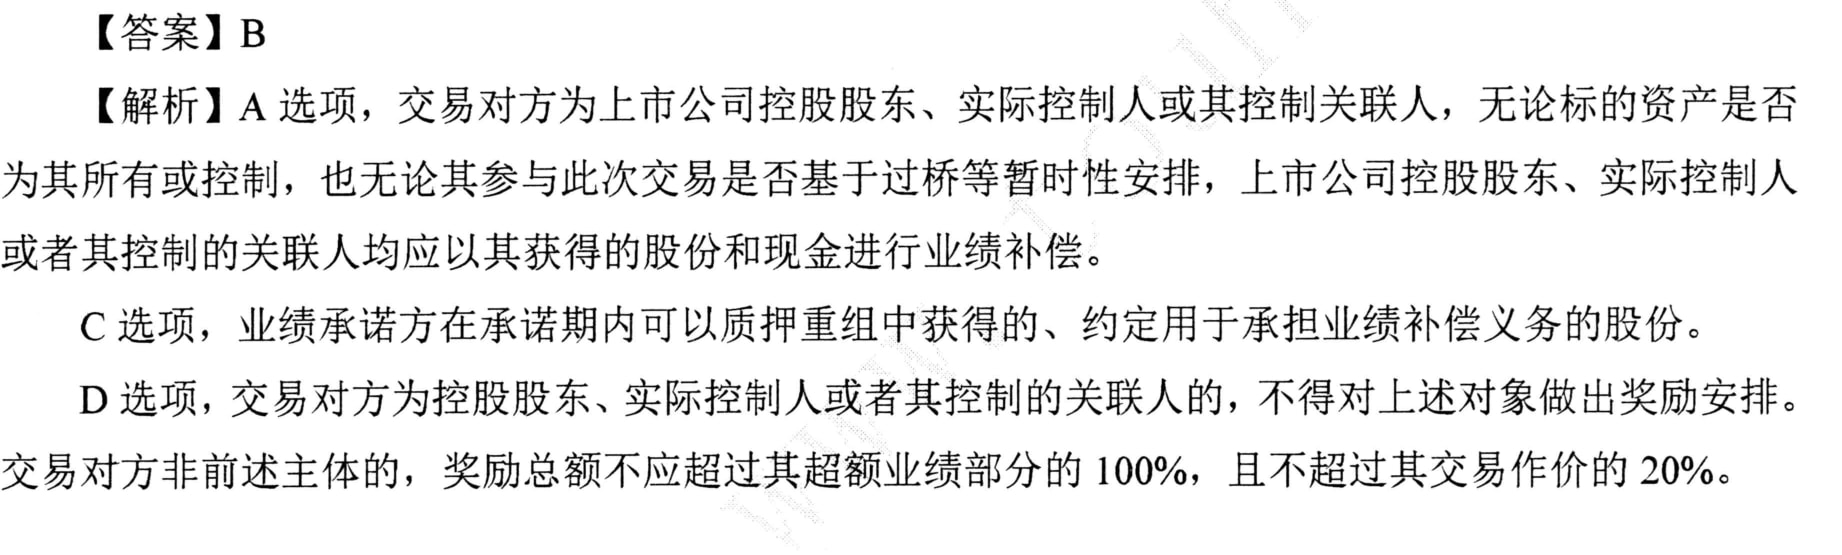 【答案】B
【解析】A 选项，交易对方为上市公司控股股东、实际控制人或其控制关联人，无论标的资产是否
为其所有或控制，也无论其参与此次交易是否基于过桥等暂时性安排，上市公司控股股东、实际控制人
或者其控制的关联人均应以其获得的股份和现金进行业绩补偿。
C 选项，业绩承诺方在承诺期内可以质押重组中获得的、约定用于承担业绩补偿义务的股份。
D 选项，交易对方为控股股东、实际控制人或者其控制的关联人的，不得对上述对象做出奖励安排。
交易对方非前述主体的，奖励总额不应超过其超额业绩部分的 100%，且不超过其交易作价的 20%。